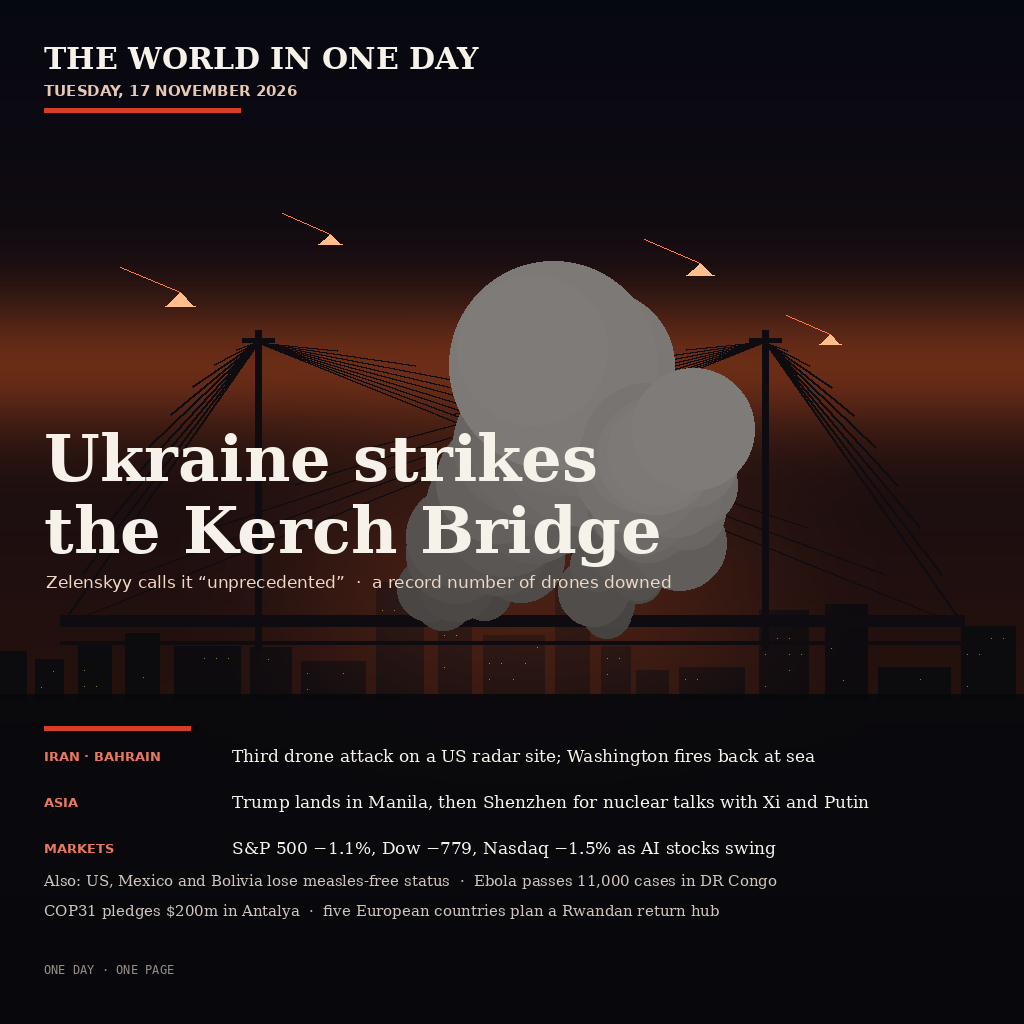 THE WORLD IN ONE DAY
TUESDAY, 17 NOVEMBER 2026
Ukraine strikes
the Kerch Bridge
Zelenskyy calls it “unprecedented” · a record number of drones downed
IRAN · BAHRAIN Third drone attack on a US radar site; Washington fires back at sea
ASIA Trump lands in Manila, then Shenzhen for nuclear talks with Xi and Putin
MARKETS S&P 500 −1.1%, Dow −779, Nasdaq −1.5% as AI stocks swing
Also: US, Mexico and Bolivia lose measles-free status · Ebola passes 11,000 cases in DR Congo
COP31 pledges $200m in Antalya · five European countries plan a Rwandan return hub
ONE DAY · ONE PAGE